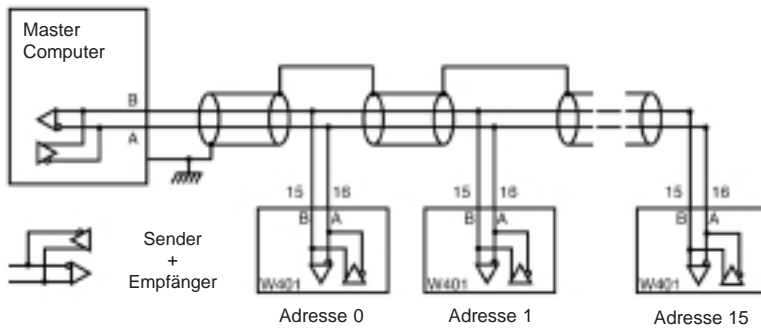 Master
Computer
B
A
15 16
15 16
15 16
B A
B A
B A
W401
W401
W401
Sender
+
Empfänger
Adresse 0
Adresse 1
Adresse 15